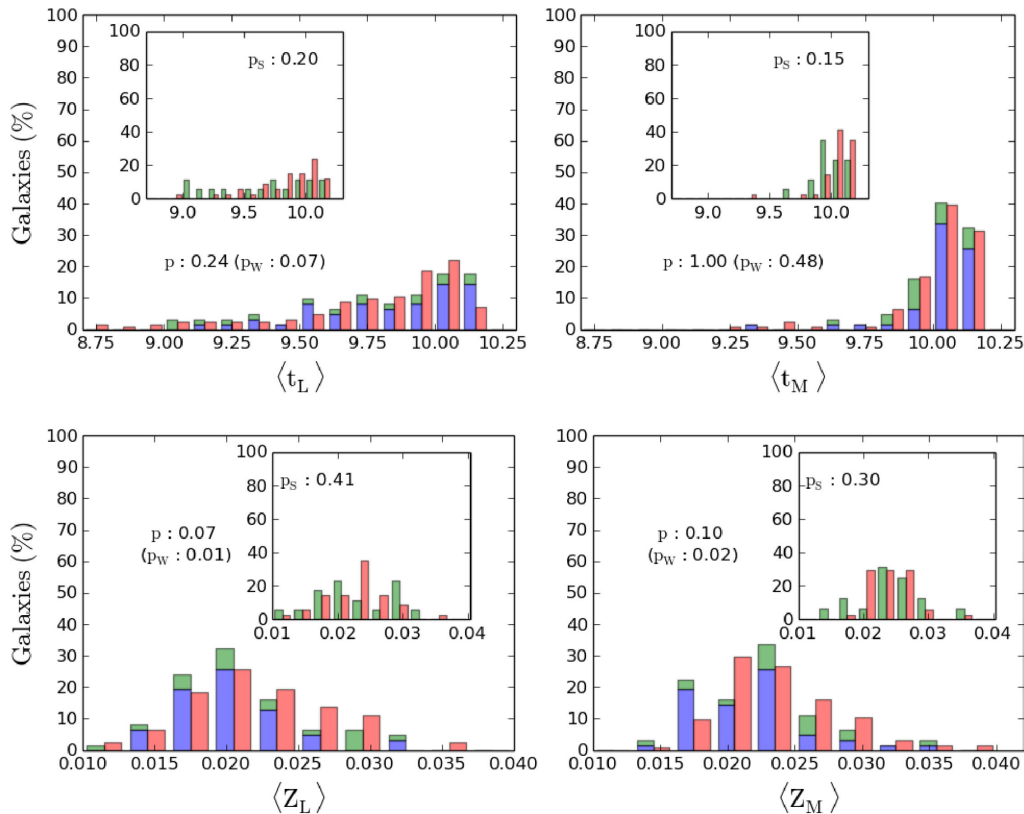 100
90
80
70
60
50
40
30
20
10
0
Galaxies (%)
100
80
60
40
20
0
pS : 0.20
9.0 9.5 10.0
p : 0.24 (pW : 0.07)
8.75 9.00 9.25 9.50 9.75 10.00 10.25
⟨tL⟩
100
90
80
70
60
50
40
30
20
10
0
100
80
60
40
20
0
pS : 0.15
9.0 9.5 10.0
p : 1.00 (pW : 0.48)
8.75 9.00 9.25 9.50 9.75 10.00 10.25
⟨tM⟩
100
90
80
70
60
50
40
30
20
10
0
Galaxies (%)
100
80
60
40
20
0
pS : 0.41
0.01 0.02 0.03 0.04
p : 0.07
(pW : 0.01)
0.010 0.015 0.020 0.025 0.030 0.035 0.040
⟨ZL⟩
100
90
80
70
60
50
40
30
20
10
0
100
80
60
40
20
0
pS : 0.30
0.01 0.02 0.03 0.04
p : 0.10
(pW : 0.02)
0.010 0.015 0.020 0.025 0.030 0.035 0.040
⟨ZM⟩